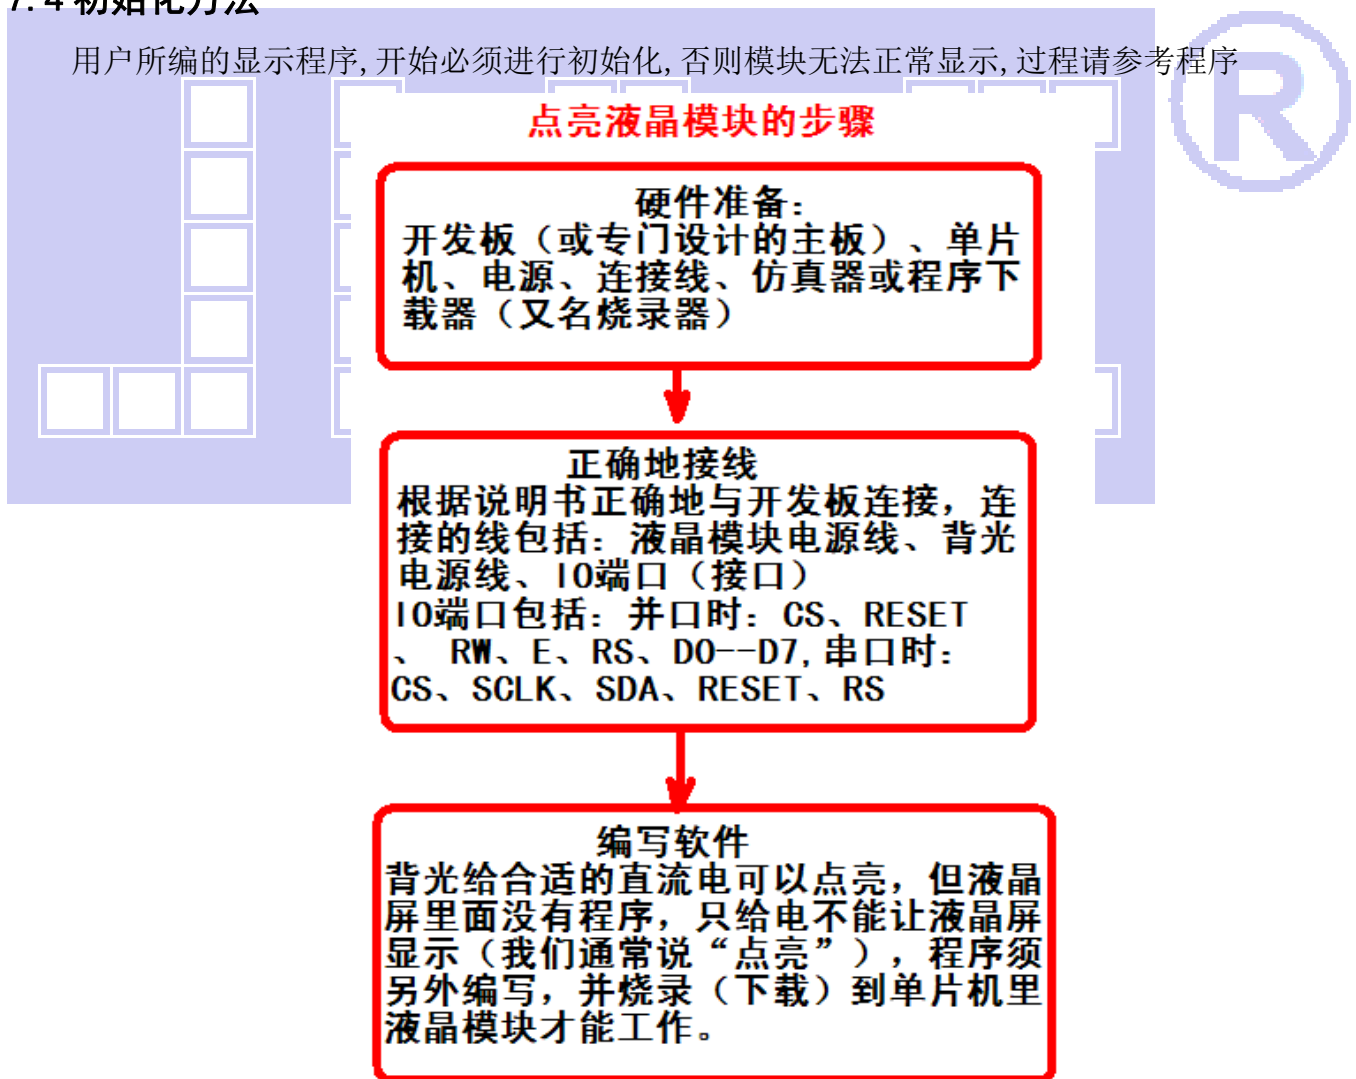 7.4 初始化方法
用户所编的显示程序,开始必须进行初始化,否则模块无法正常显示,过程请参考程序
点亮液晶模块的步骤
硬件准备:
开发板（或专门设计的主板）、单片
机、电源、连接线、仿真器或程序下
载器（又名烧录器）
正确地接线
根据说明书正确地与开发板连接，连
接的线包括：液晶模块电源线、背光
电源线、IO端口（接口）
IO端口包括：并口时：CS、RESET
、 RW、E、RS、D0--D7,串口时：
CS、SCLK、SDA、RESET、RS
编写软件
背光给合适的直流电可以点亮，但液晶
屏里面没有程序，只给电不能让液晶屏
显示（我们通常说“点亮”），程序须
另外编写，并烧录（下载）到单片机里
液晶模块才能工作。